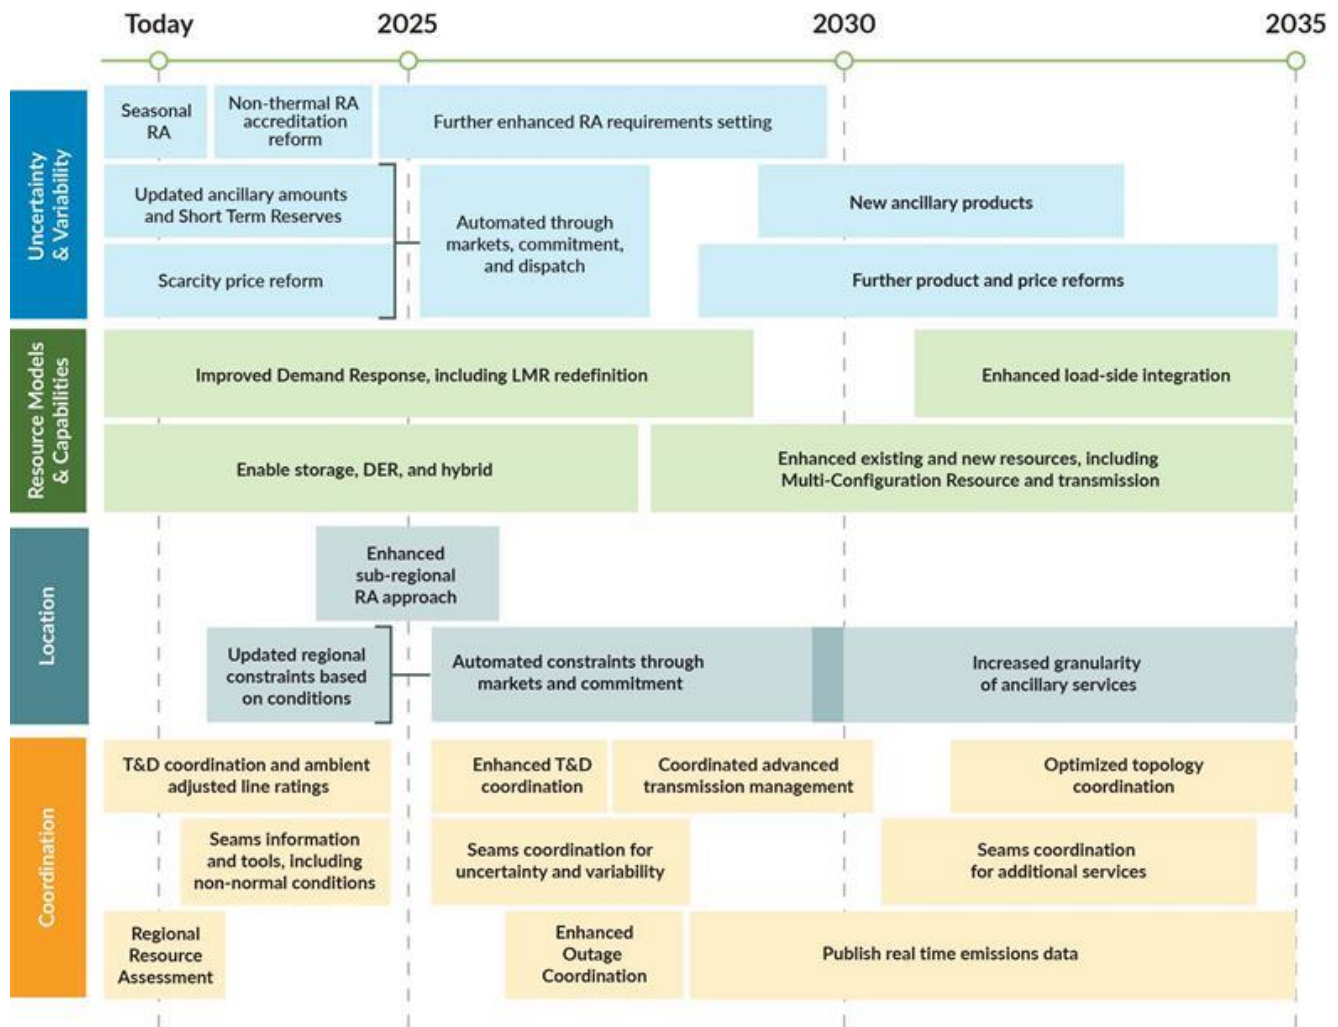 Today
2025
2030
2035
Uncertainty
& Variability
Seasonal
RA
Non-thermal RA
accreditation
reform
Further enhanced RA requirements setting
Updated ancillary amounts
and Short Term Reserves
Scarcity price reform
Automated through
markets, commitment,
and dispatch
New ancillary products
Further product and price reforms
Resource Models
& Capabilities
Improved Demand Response, including LMR redefinition
Enhanced load-side integration
Enable storage, DER, and hybrid
Enhanced existing and new resources, including
Multi-Configuration Resource and transmission
Location
Enhanced
sub-regional
RA approach
Updated regional
constraints based
on conditions
Automated constraints through
markets and commitment
Increased granularity
of ancillary services
Coordination
T&D coordination and ambient
adjusted line ratings
Enhanced T&D
coordination
Coordinated advanced
transmission management
Optimized topology
coordination
Seams information
and tools, including
non-normal conditions
Seams coordination for
uncertainty and variability
Seams coordination
for additional services
Regional
Resource
Assessment
Enhanced
Outage
Coordination
Publish real time emissions data